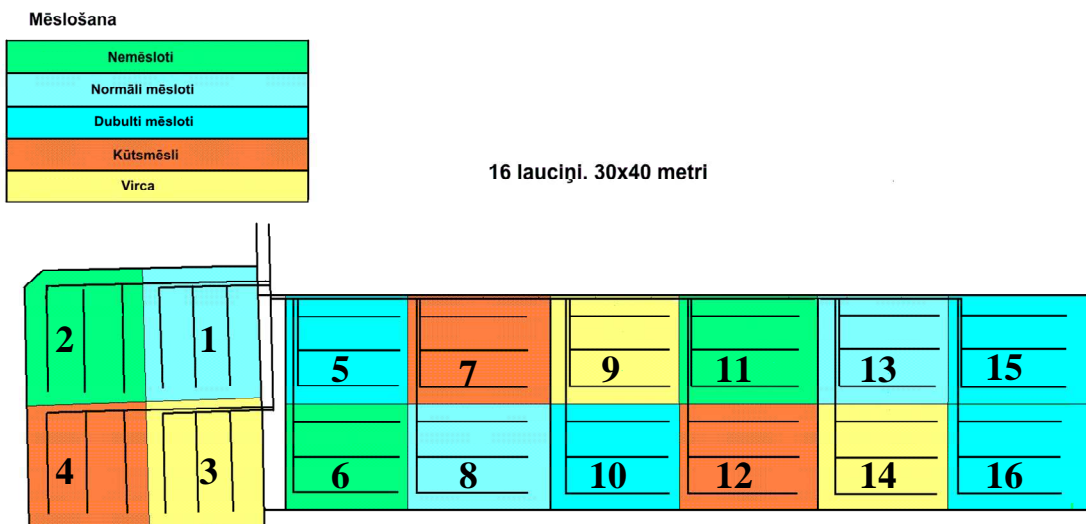 Mēslošana
Nemēsloti
Normāli mēsloti
Dubulti mēsloti
Kūtsmēsli
Virca
16 lauciņi. 30x40 metri
2 1
5 7 9 11 13 15
4 3
6 8 10 12 14 16